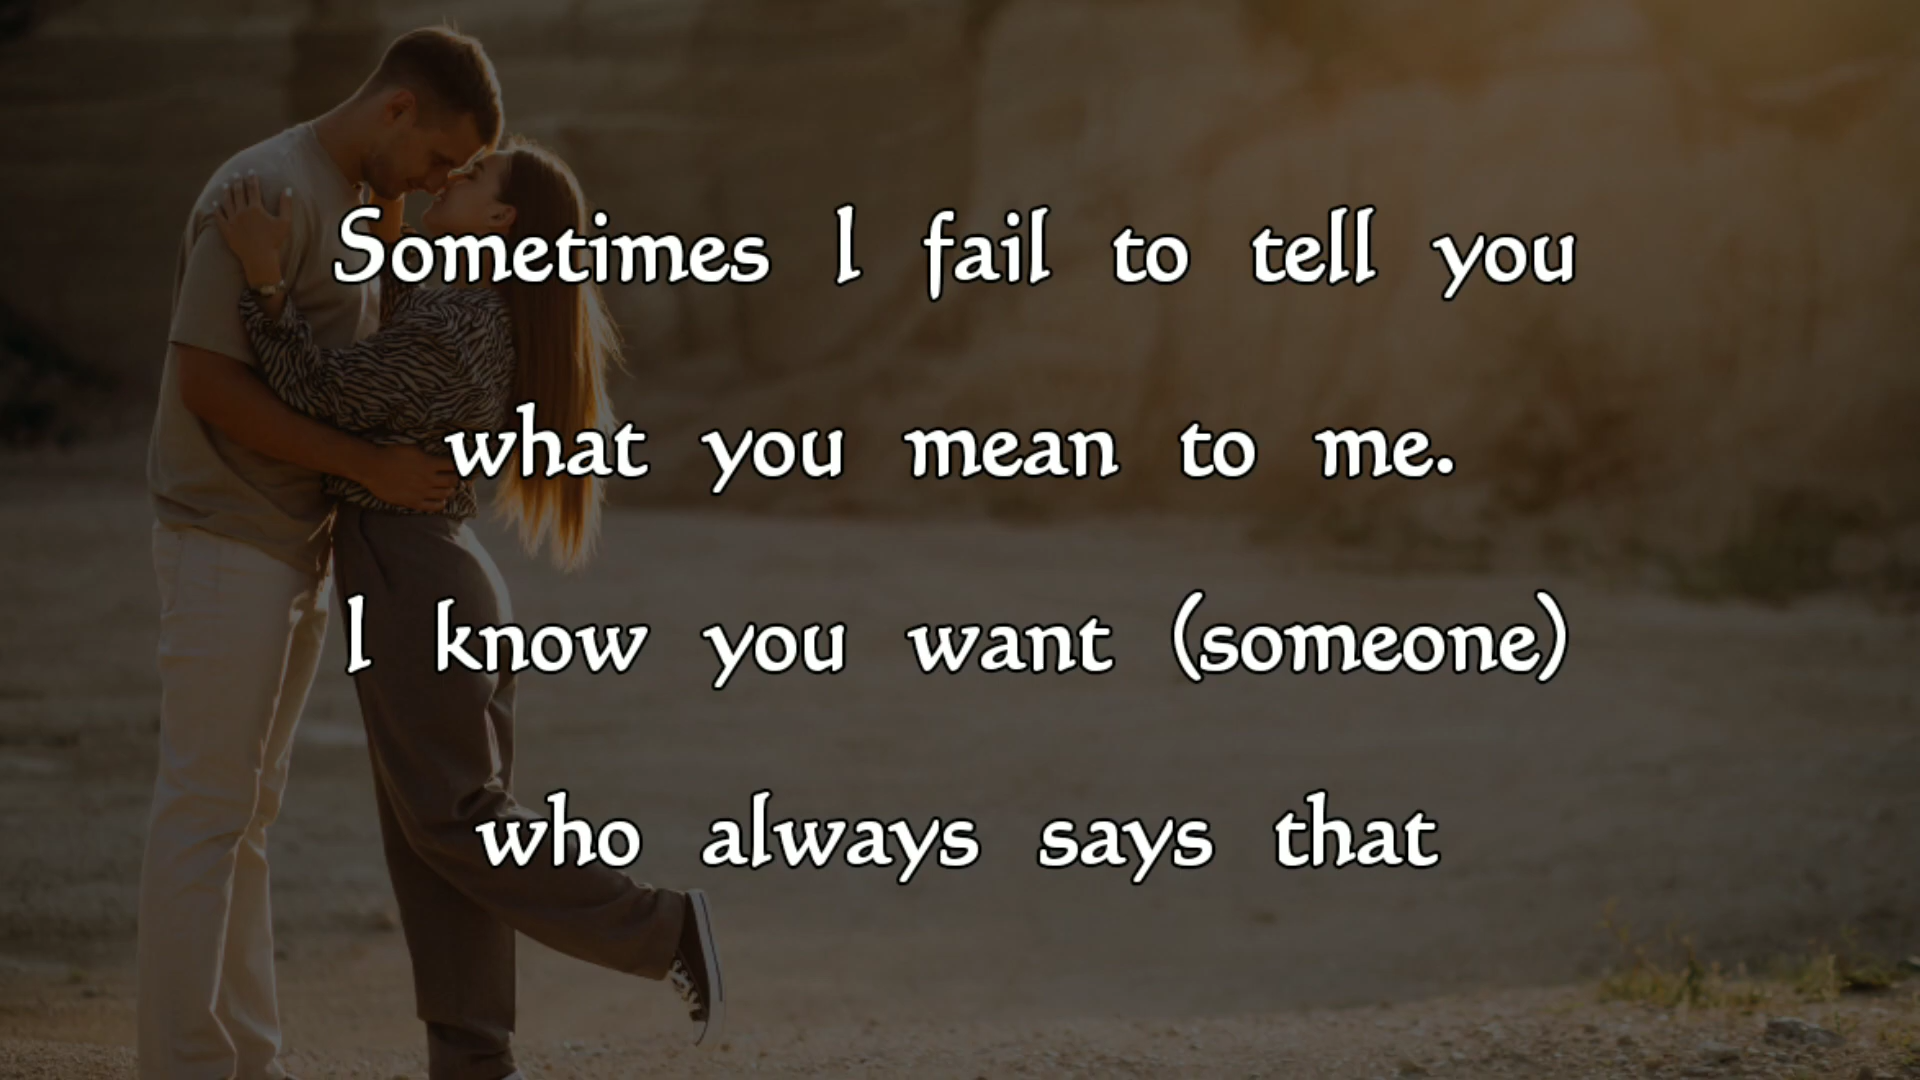 Sometimes I fail to tell you
what you mean to me.
I know you want (someone)
who always says that